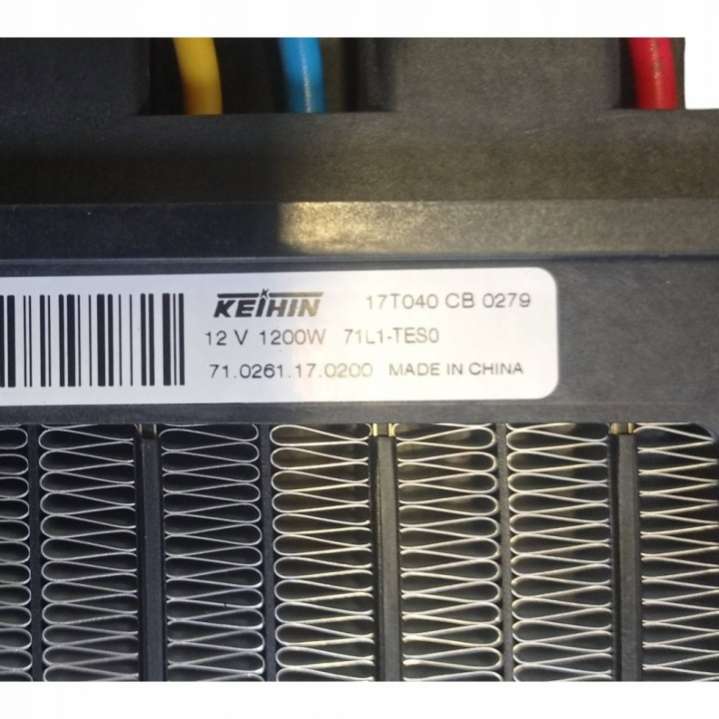 KEIHIN 17T040 CB 0279
12 V 1200W 71L1-TES0
71.0261.17.0200 MADE IN CHINA